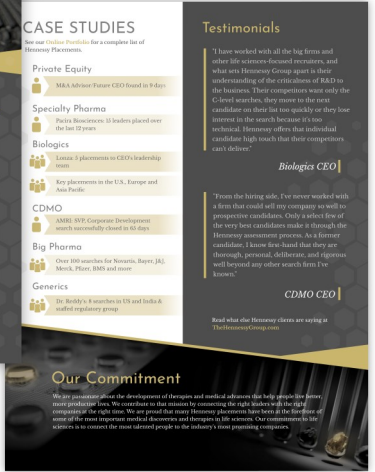 CASE STUDIES
See our Online Portfolio for a complete list of
Hennessy Placements.
Private Equity
M&A Advisor/Future CEO found in 9 days
Specialty Pharma
Pacira Biosciences: 15 leaders placed over
the last 12 years
Biologics
Lonza: 5 placements to CEO's leadership
team
Key placements in the U.S., Europe and
Asia Pacific
CDMO
AMRI: SVP, Corporate Development
search successfully closed in 63 days
Big Pharma
Over 100 searches for Novartis, Bayer, J&J,
Merck, Pfizer, BMS and more
Generics
Dr. Reddy's: 8 searches in US and India &
staffed regulatory group
Testimonials
"I have worked with all the big firms and
other life sciences-focused recruiters, and
what sets Hennessy Group apart is their
understanding of the criticalness of R&D to
the business. Their competitors want only the
C-level searches, they move to the next
candidate on their list too quickly or they lose
interest in the search because it's too
technical. Hennessy offers that individual
candidate high touch that their competitors
can't deliver."
Biologics CEO
"From the hiring side, I've never worked with
a firm that could sell my company so well to
prospective candidates. Only a select few of
the very best candidates make it through the
Hennessy assessment process. As a former
candidate, I know first-hand that they are
thorough, personal, deliberate, and rigorous
well beyond any other search firm I've
known."
CDMO CEO
Read what else Hennessy clients are saying at
TheHennessyGroup.com
Our Commitment
We are passionate about the development of therapies and medical advances that help people live better,
more productive lives. We contribute to that mission by connecting the right leaders with the right
companies at the right time. We are proud that many Hennessy placements have been at the forefront of
some of the most important medical discoveries and therapies in life sciences. Our commitment to life
sciences is to connect the most talented people to the industry's most promising companies.